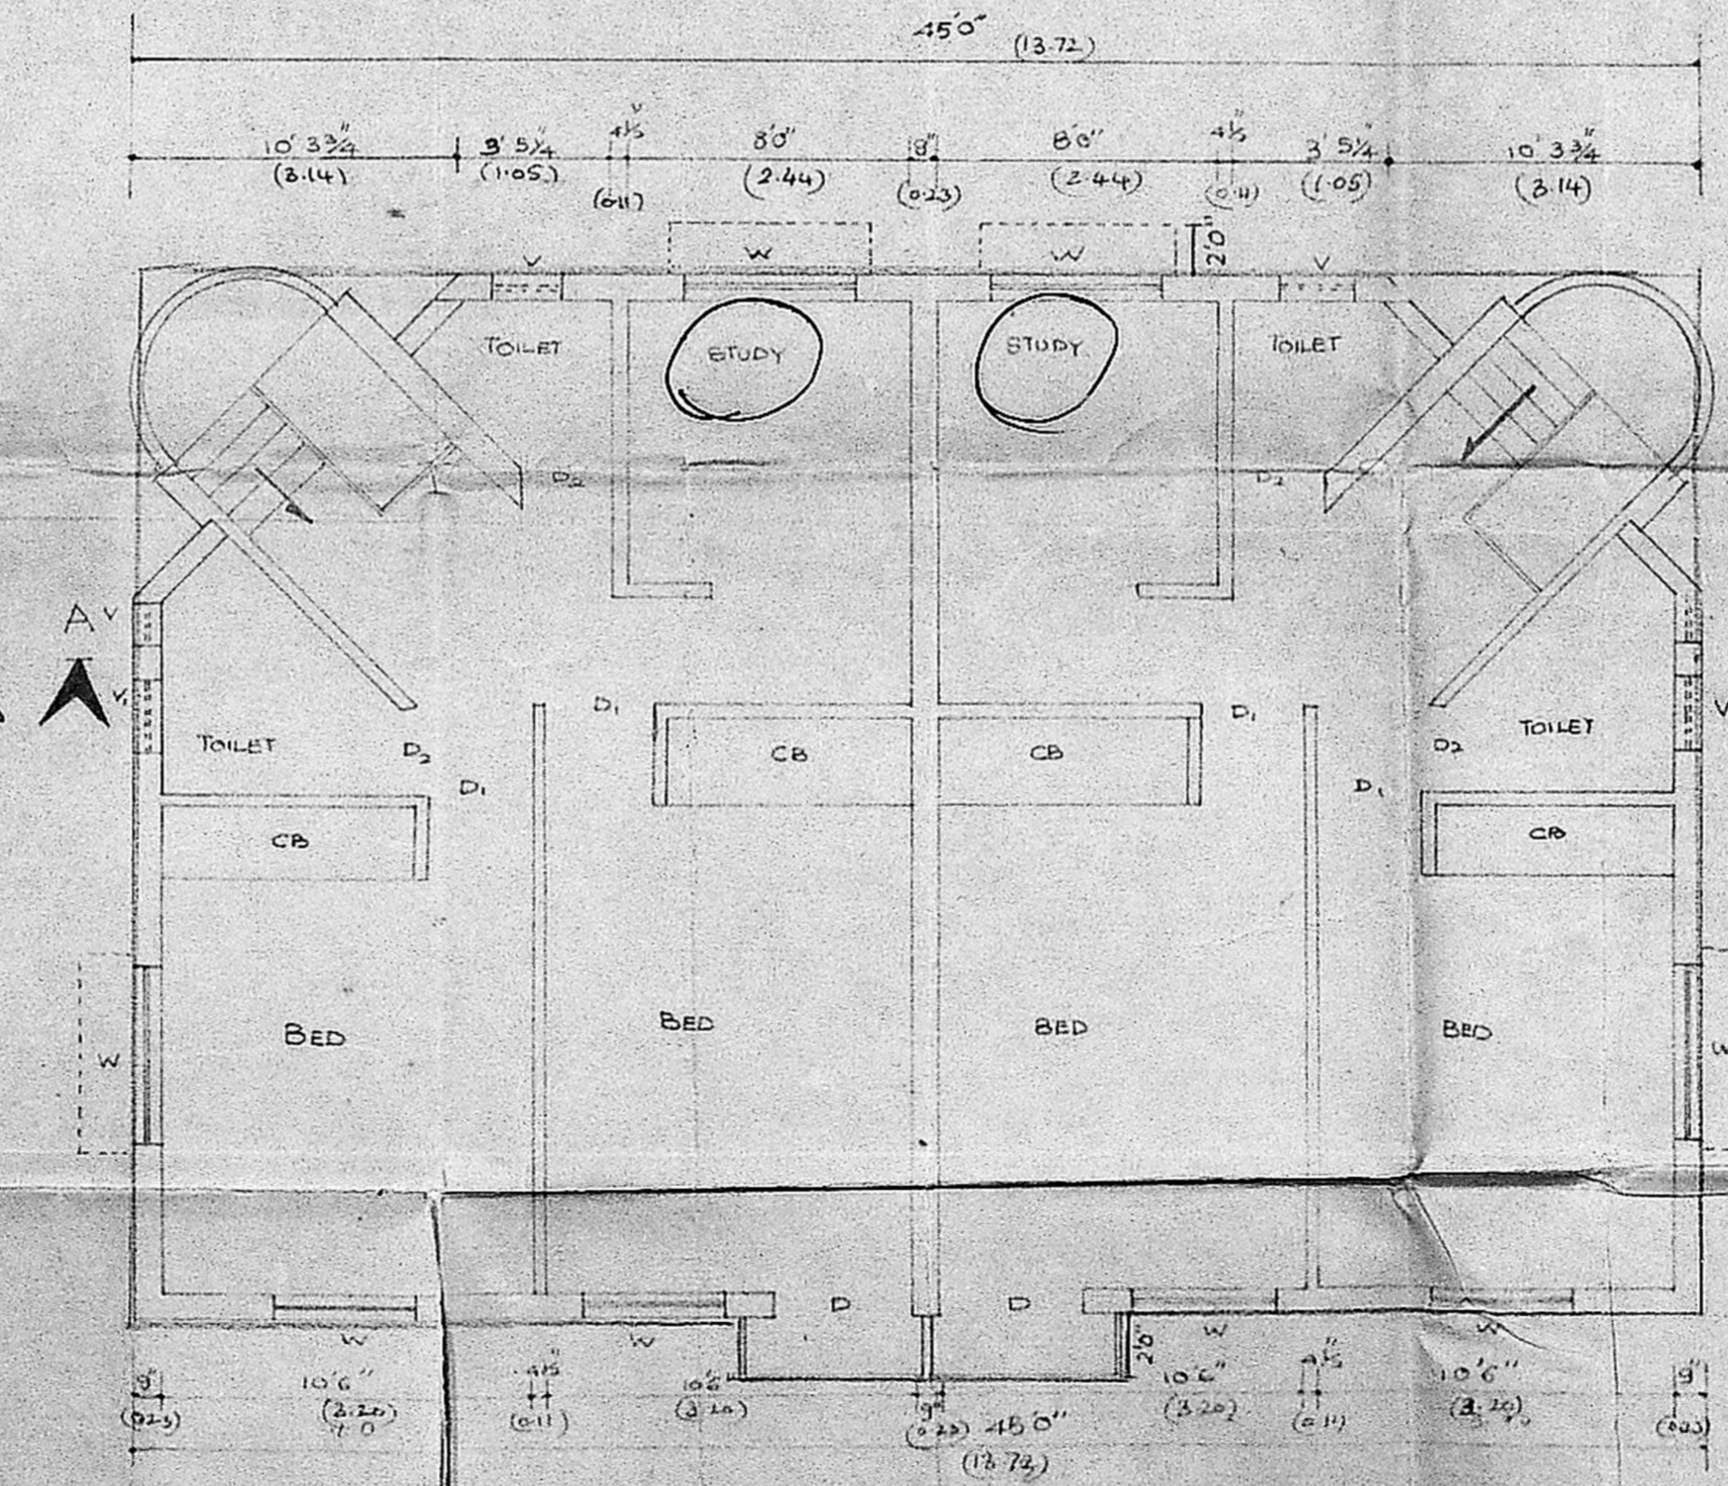 45'0"
(13.72)
10' 3¾" 3' 5¼" 4½" 8'0" 9" 8'0" 4½" 3' 5¼" 10' 3¾"
(3.14) (1.05) (0.11) (2.44) (0.23) (2.44) (0.11) (1.05) (3.14)
V W W 2'0" V
TOILET STUDY STUDY TOILET
D2 D2
A V
V
D1 D1
TOILET D2 CB CB D2 TOILET V
D1 D1
CB CB
BED BED BED BED
W W
D D
W W W W
2'0"
9" 10'6" 4½" 10'6" 9" 10'6" 4½" 10'6" 9"
(0.23) (3.20) (0.11) (3.20) (0.23) (3.20) (0.11) (3.20) (0.23)
45'0"
(13.72)